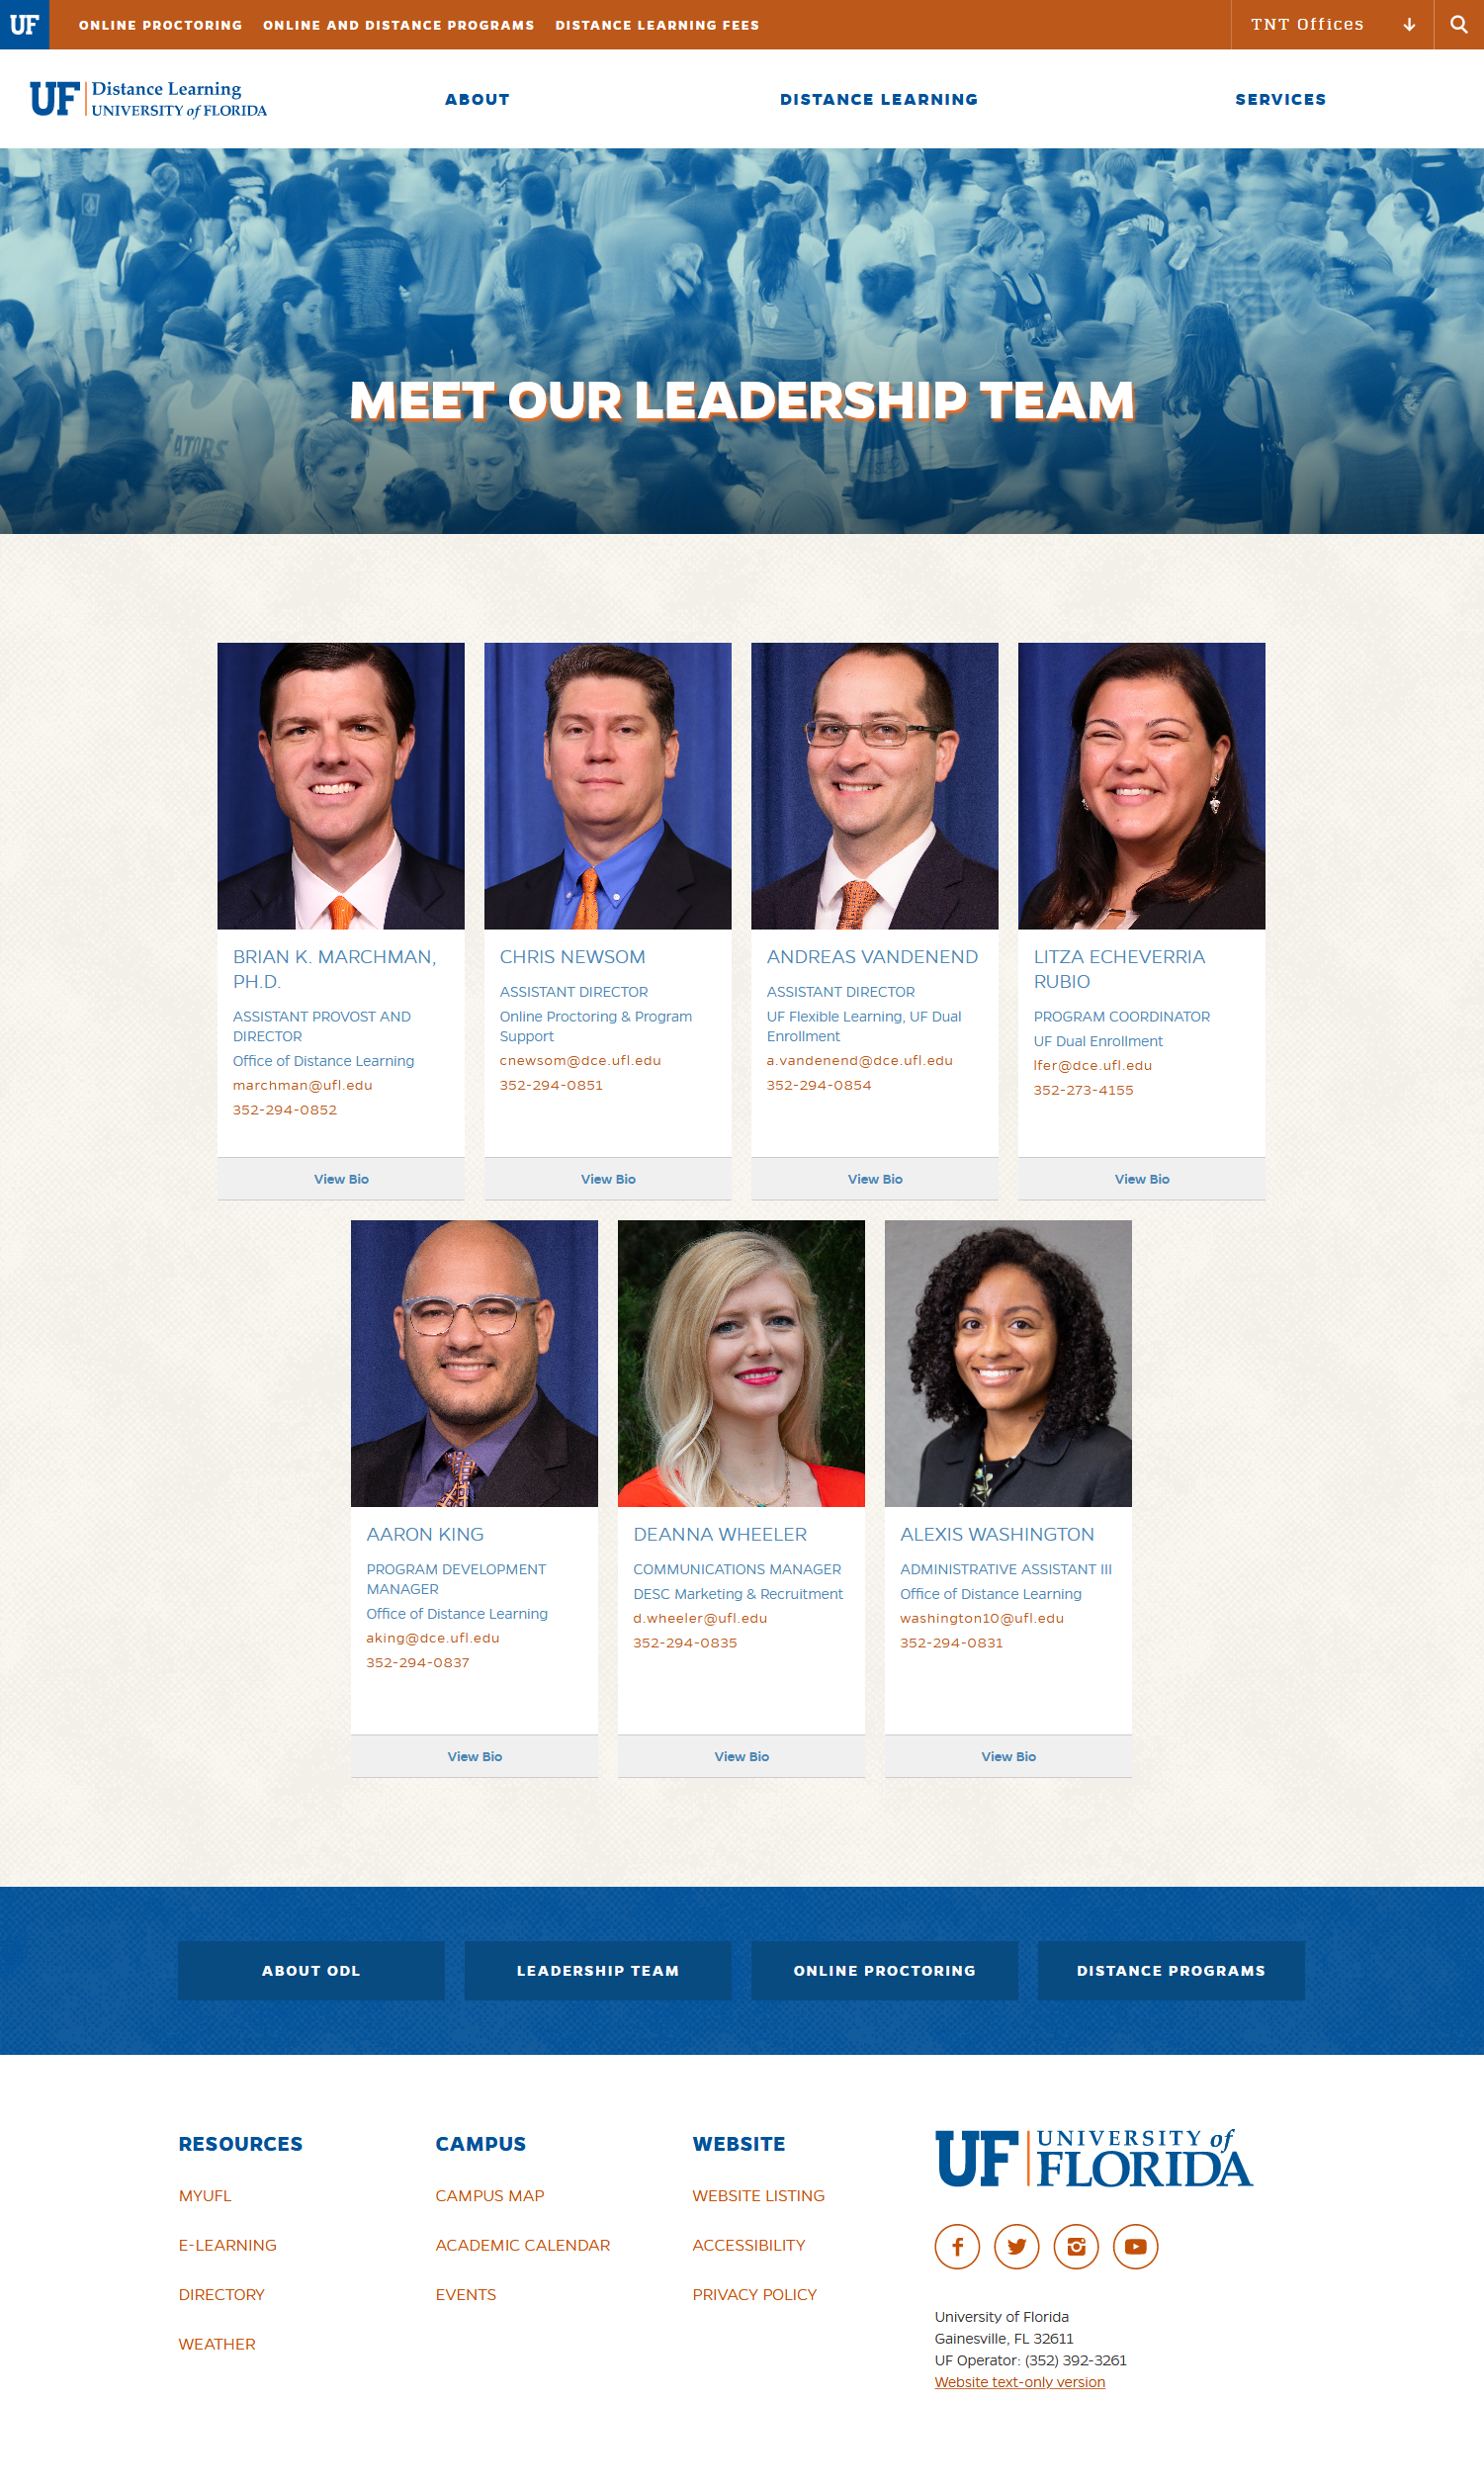 UF
ONLINE PROCTORING ONLINE AND DISTANCE PROGRAMS DISTANCE LEARNING FEES
TNT Offices
UF Distance Learning
UNIVERSITY of FLORIDA
ABOUT
DISTANCE LEARNING
SERVICES
GATORS
MEET OUR LEADERSHIP TEAM
BRIAN K. MARCHMAN,
PH.D.
ASSISTANT PROVOST AND
DIRECTOR
Office of Distance Learning
marchman@ufl.edu
352-294-0852
View Bio
CHRIS NEWSOM
ASSISTANT DIRECTOR
Online Proctoring & Program
Support
cnewsom@dce.ufl.edu
352-294-0851
View Bio
ANDREAS VANDENEND
ASSISTANT DIRECTOR
UF Flexible Learning, UF Dual
Enrollment
a.vandenend@dce.ufl.edu
352-294-0854
View Bio
LITZA ECHEVERRIA
RUBIO
PROGRAM COORDINATOR
UF Dual Enrollment
lfer@dce.ufl.edu
352-273-4155
View Bio
AARON KING
PROGRAM DEVELOPMENT
MANAGER
Office of Distance Learning
aking@dce.ufl.edu
352-294-0837
View Bio
DEANNA WHEELER
COMMUNICATIONS MANAGER
DESC Marketing & Recruitment
d.wheeler@ufl.edu
352-294-0835
View Bio
ALEXIS WASHINGTON
ADMINISTRATIVE ASSISTANT III
Office of Distance Learning
washington10@ufl.edu
352-294-0831
View Bio
ABOUT ODL
LEADERSHIP TEAM
ONLINE PROCTORING
DISTANCE PROGRAMS
RESOURCES
MYUFL
E-LEARNING
DIRECTORY
WEATHER
CAMPUS
CAMPUS MAP
ACADEMIC CALENDAR
EVENTS
WEBSITE
WEBSITE LISTING
ACCESSIBILITY
PRIVACY POLICY
UF UNIVERSITY of
FLORIDA
University of Florida
Gainesville, FL 32611
UF Operator: (352) 392-3261
Website text-only version